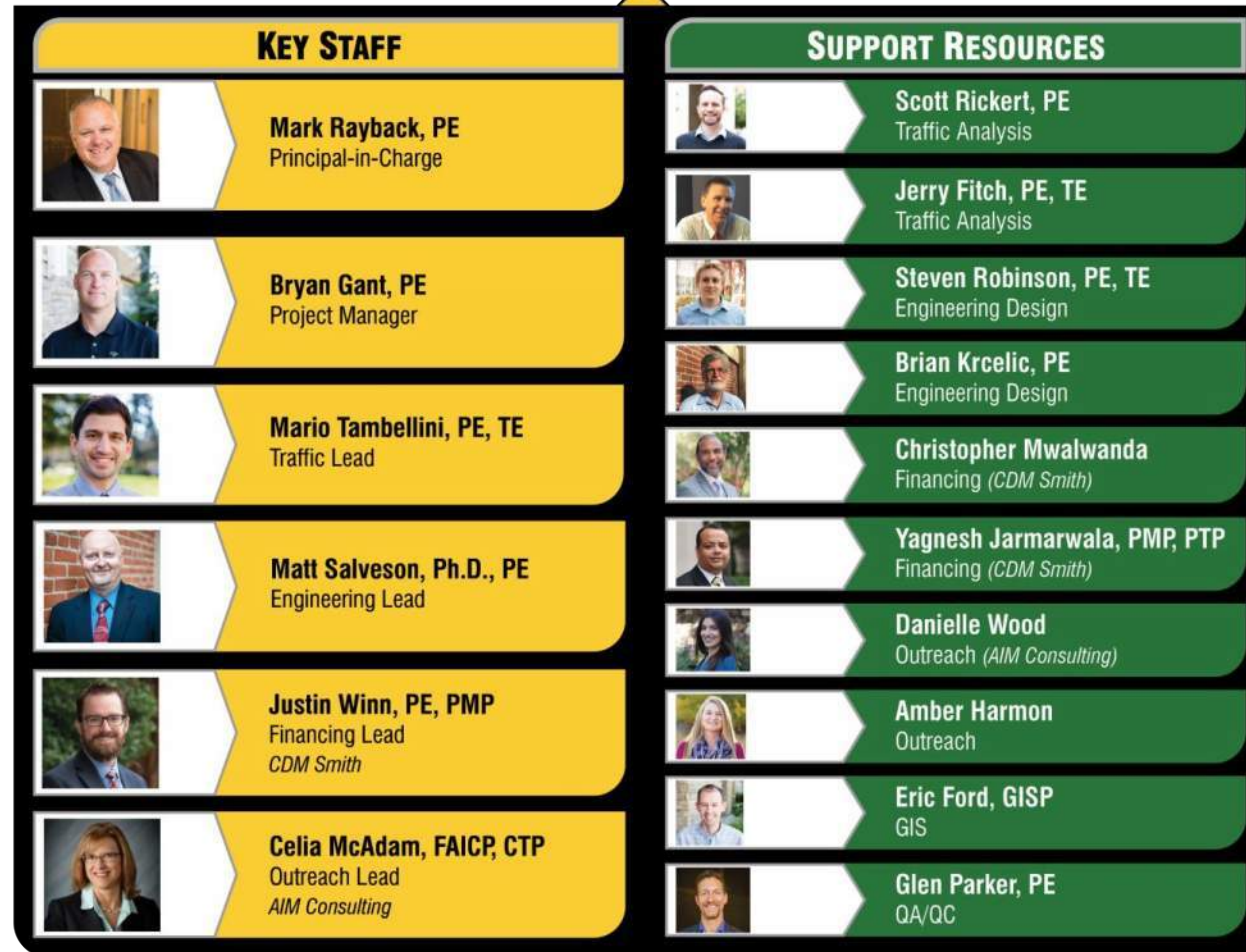 KEY STAFF
Mark Rayback, PE
Principal-in-Charge
Bryan Gant, PE
Project Manager
Mario Tambellini, PE, TE
Traffic Lead
Matt Salveson, Ph.D., PE
Engineering Lead
Justin Winn, PE, PMP
Financing Lead
CDM Smith
Celia McAdam, FAICP, CTP
Outreach Lead
AIM Consulting
SUPPORT RESOURCES
Scott Rickert, PE
Traffic Analysis
Jerry Fitch, PE, TE
Traffic Analysis
Steven Robinson, PE, TE
Engineering Design
Brian Krcelic, PE
Engineering Design
Christopher Mwalwanda
Financing (CDM Smith)
Yagnesh Jarmarwala, PMP, PTP
Financing (CDM Smith)
Danielle Wood
Outreach (AIM Consulting)
Amber Harmon
Outreach
Eric Ford, GISP
GIS
Glen Parker, PE
QA/QC